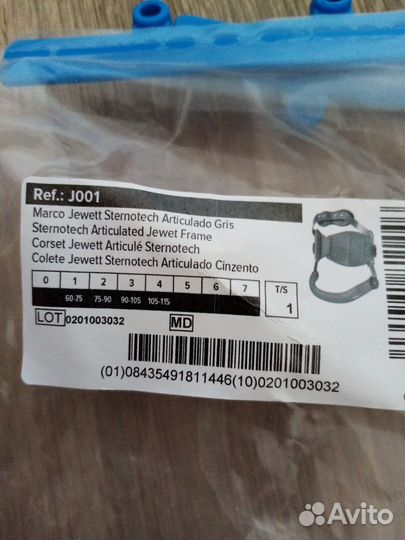 Ref.: J001
Marco Jewett Sternotech Articulado Gris
Sternotech Articulated Jewet Frame
Corset Jewett Articulé Sternotech
Colete Jewett Sternotech Articulado Cinzento
0 1 2 3 4 5 6 7 T/S
60-75 75-90 90-105 105-115 1
LOT 0201003032 MD
(01)08435491811446(10)0201003032
Avito